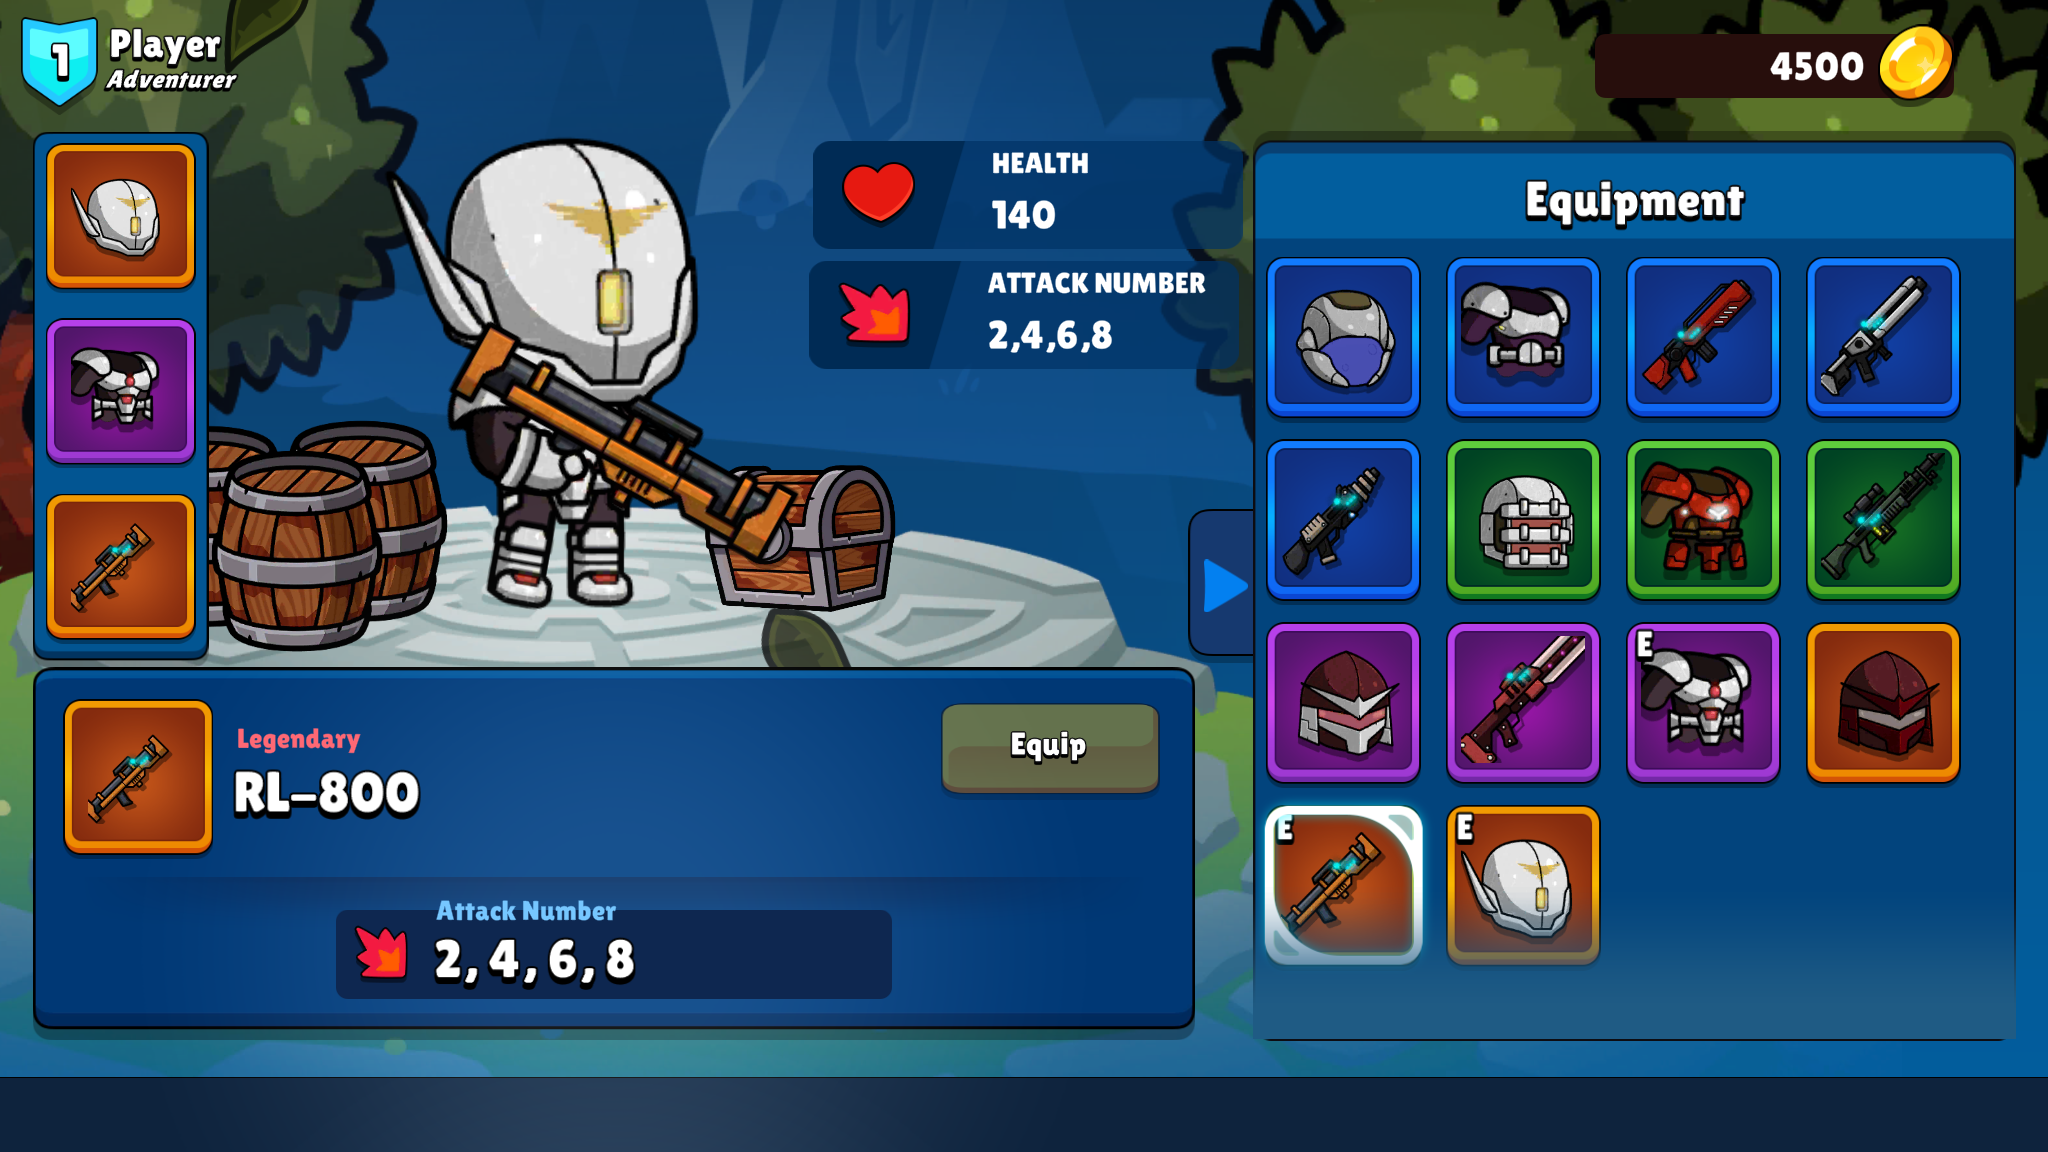 1
Player
Adventurer
4500
HEALTH
140
ATTACK NUMBER
2,4,6,8
Equipment
E
E
E
Legendary
RL-800
Equip
Attack Number
2, 4, 6, 8